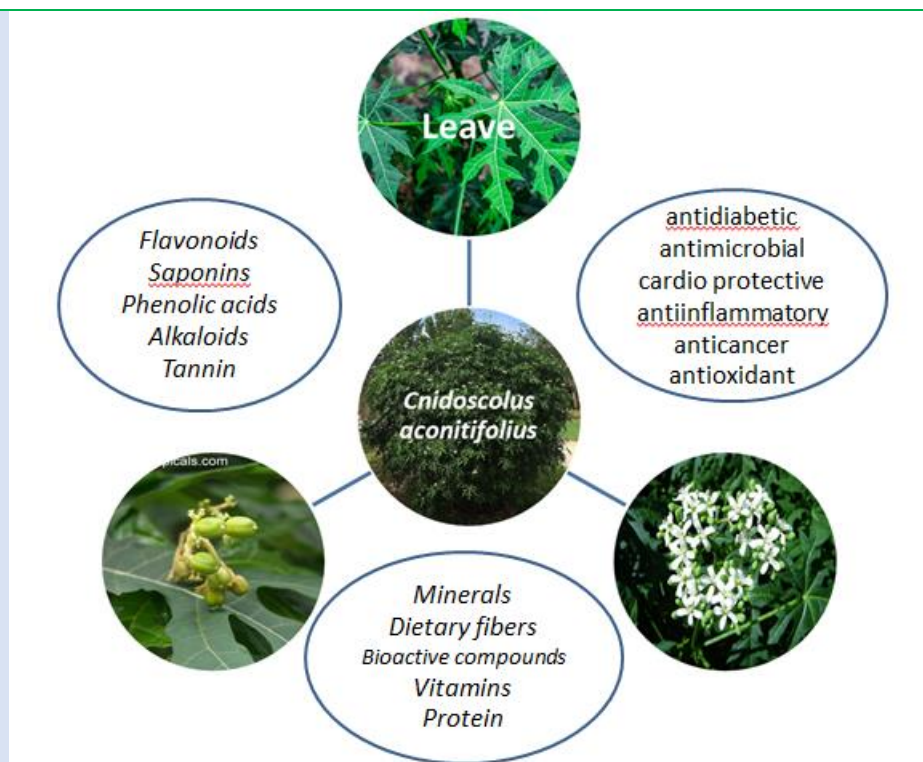 Leave
Flavonoids
Saponins
Phenolic acids
Alkaloids
Tannin
antidiabetic
antimicrobial
cardio protective
antiinflammatory
anticancer
antioxidant
Cnidoscolus
aconitifolius
picals.com
Minerals
Dietary fibers
Bioactive compounds
Vitamins
Protein